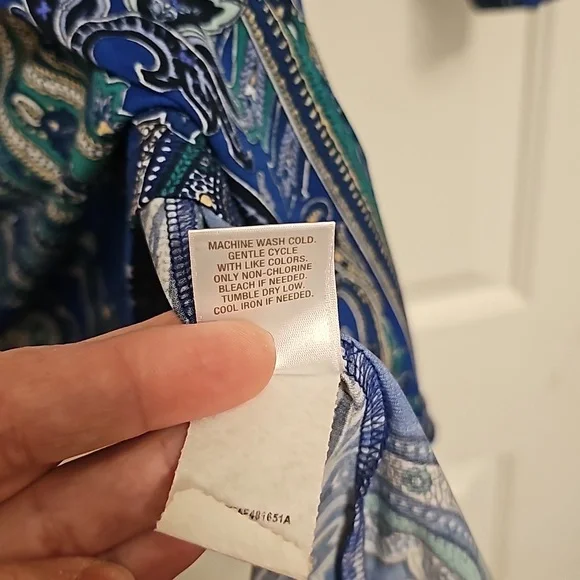 MACHINE WASH COLD.
GENTLE CYCLE
WITH LIKE COLORS.
ONLY NON-CHLORINE
BLEACH IF NEEDED.
TUMBLE DRY LOW.
COOL IRON IF NEEDED.